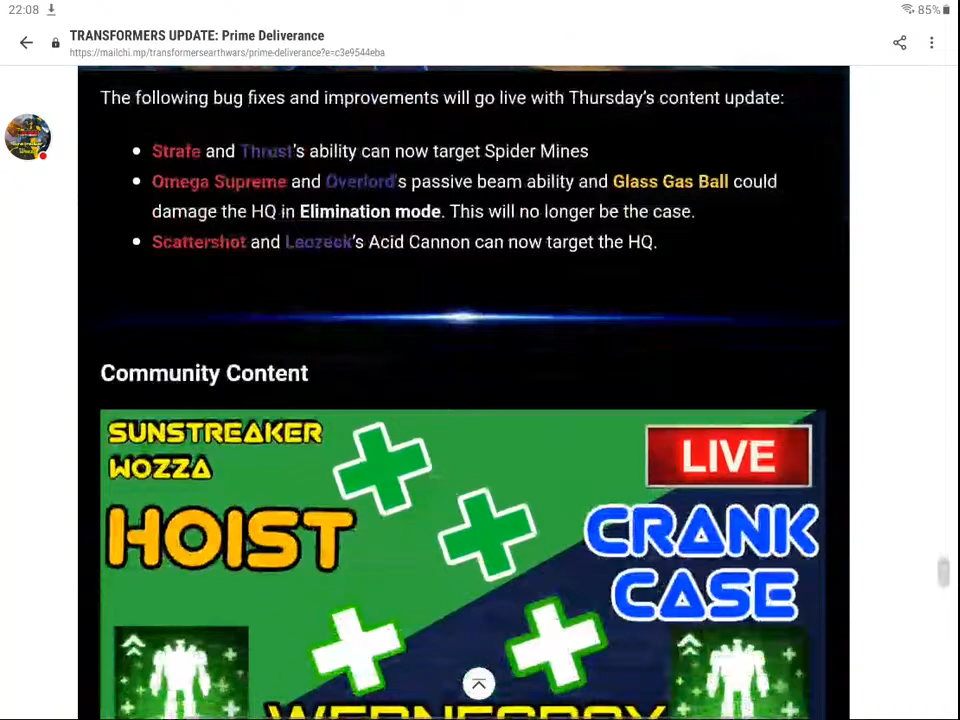 22:08
85%
TRANSFORMERS UPDATE: Prime Deliverance
https://mailchi.mp/transformersearthwars/prime-deliverance?e=c3e9544eba
The following bug fixes and improvements will go live with Thursday's content update:
Strafe and Thrust's ability can now target Spider Mines
Omega Supreme and Overlord's passive beam ability and Glass Gas Ball could
damage the HQ in Elimination mode. This will no longer be the case.
Scattershot and Leozack's Acid Cannon can now target the HQ.
Community Content
SUNSTREAKER
WOZZA
LIVE
HOIST
CRANK
CASE
WEDNESDAY